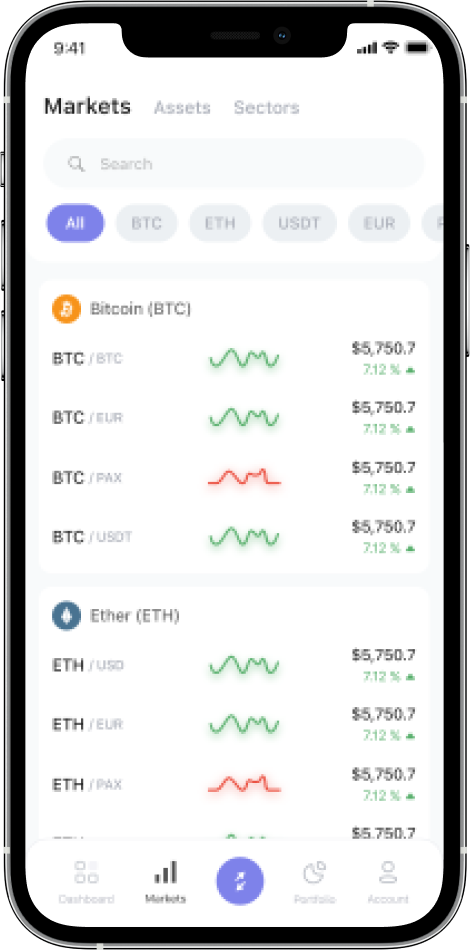 9:41
Markets Assets Sectors
Search
All BTC ETH USDT EUR
Bitcoin (BTC)
BTC / BTC $5,750.7
7.12 %
BTC / EUR $5,750.7
7.12 %
BTC / PAX $5,750.7
7.12 %
BTC / USDT $5,750.7
7.12 %
Ether (ETH)
ETH / USD $5,750.7
7.12 %
ETH / EUR $5,750.7
7.12 %
ETH / PAX $5,750.7
7.12 %
$5,750.7
Dashboard Markets Portfolio Account